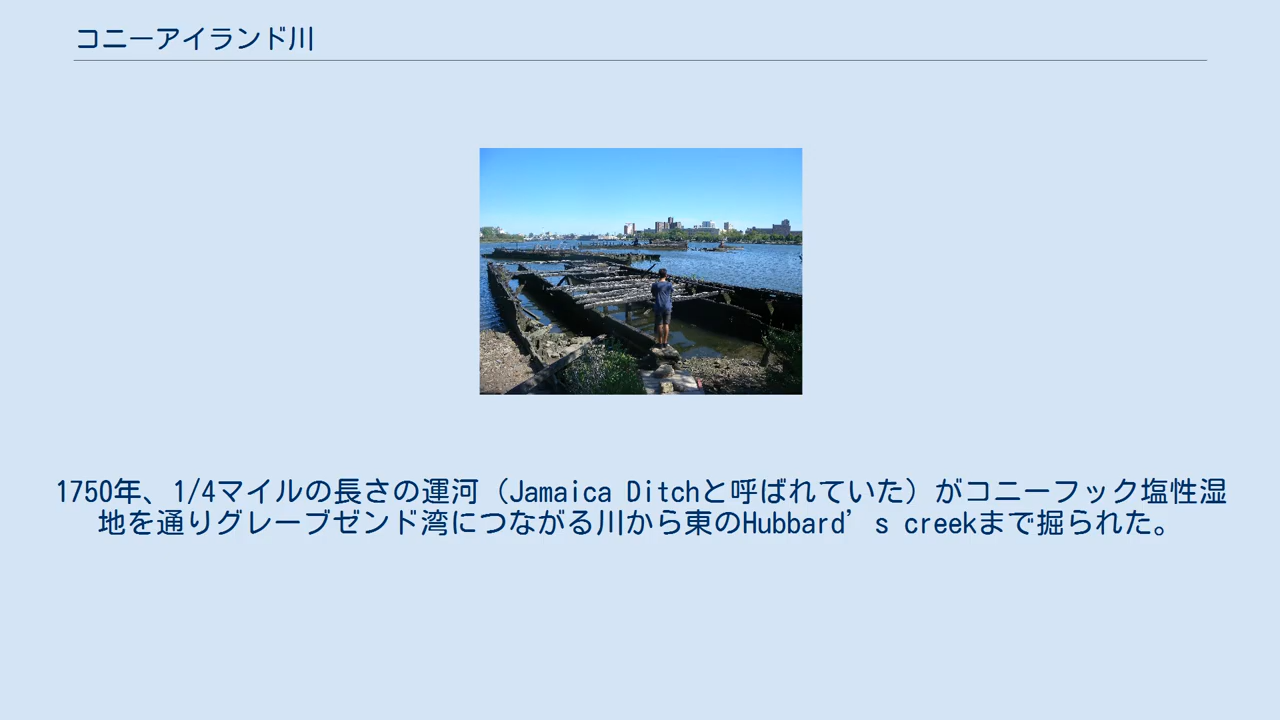 コニーアイランド川
1750年、1/4マイルの長さの運河（Jamaica Ditchと呼ばれていた）がコニーフック塩性湿
地を通りグレーブゼンド湾につながる川から東のHubbard’s creekまで掘られた。